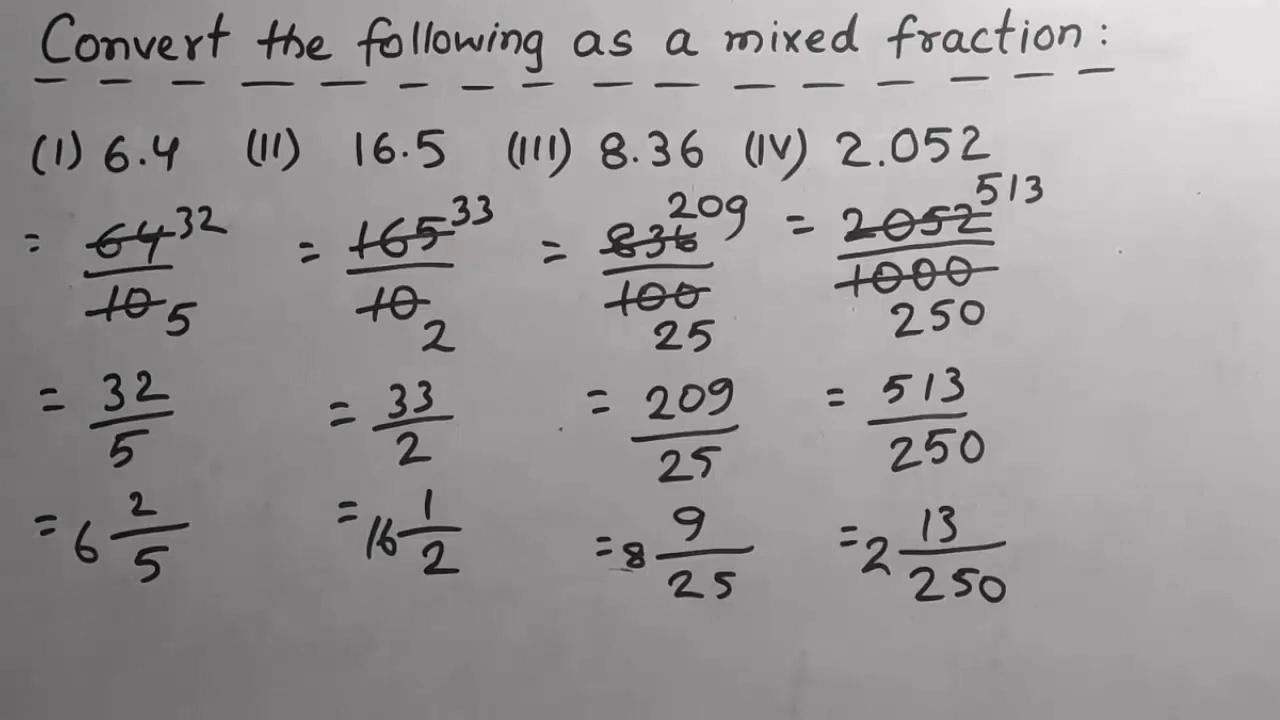 Convert the following as a mixed fraction:
(I) 6.4 (II) 16.5 (III) 8.36 (IV) 2.052
= 64/10 32/5 = 165/10 33/2 = 836/100 209/25 = 2052/1000 513/250
= 32/5 = 33/2 = 209/25 = 513/250
= 6 2/5 = 16 1/2 = 8 9/25 = 2 13/250